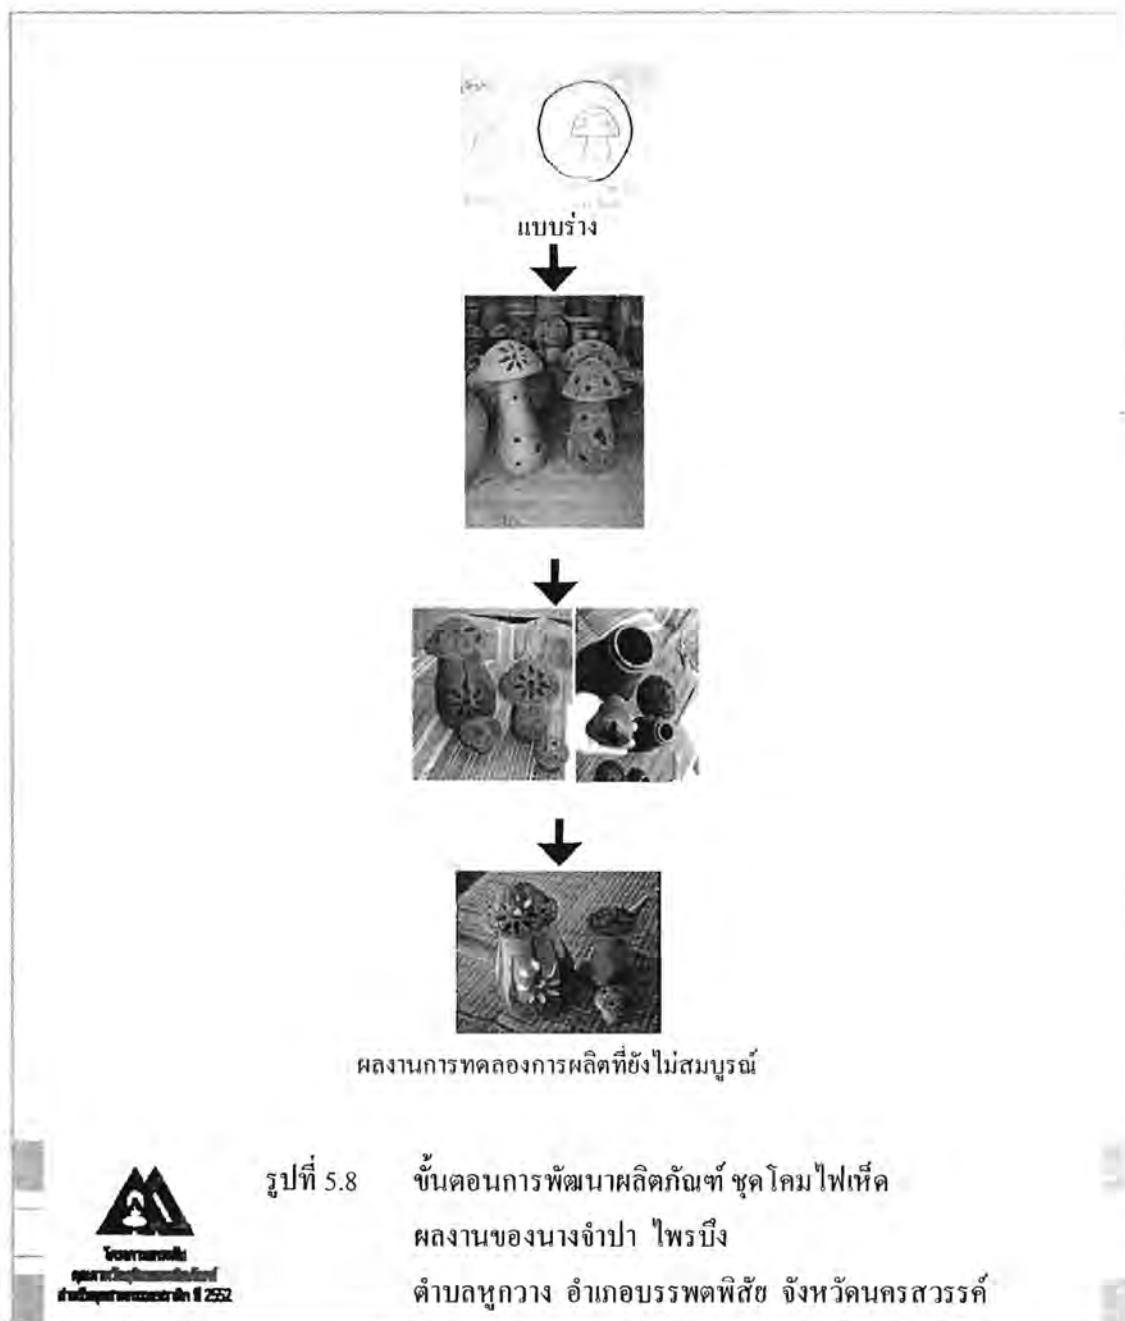 แบบร่าง
ผลงานการทดลองการผลิตที่ยังไม่สมบูรณ์
รูปที่ 5.8 ขั้นตอนการพัฒนาผลิตภัณฑ์ ชุดโคมไฟเห็ด
ผลงานของนางจำปา ไพรบึง
ตำบลหูกวาง อำเภอบรรพตพิสัย จังหวัดนครสวรรค์
ปี 2552